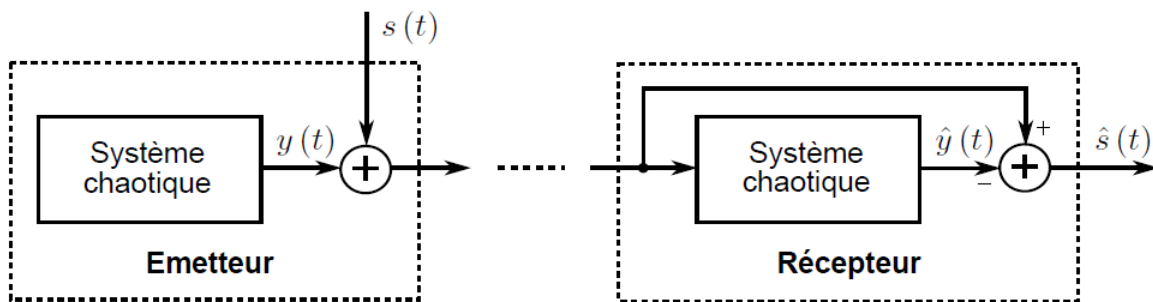 s (t)
Système
chaotique
y (t)
+
Emetteur
Système
chaotique
ŷ (t)
+
−
+
ŝ (t)
Récepteur